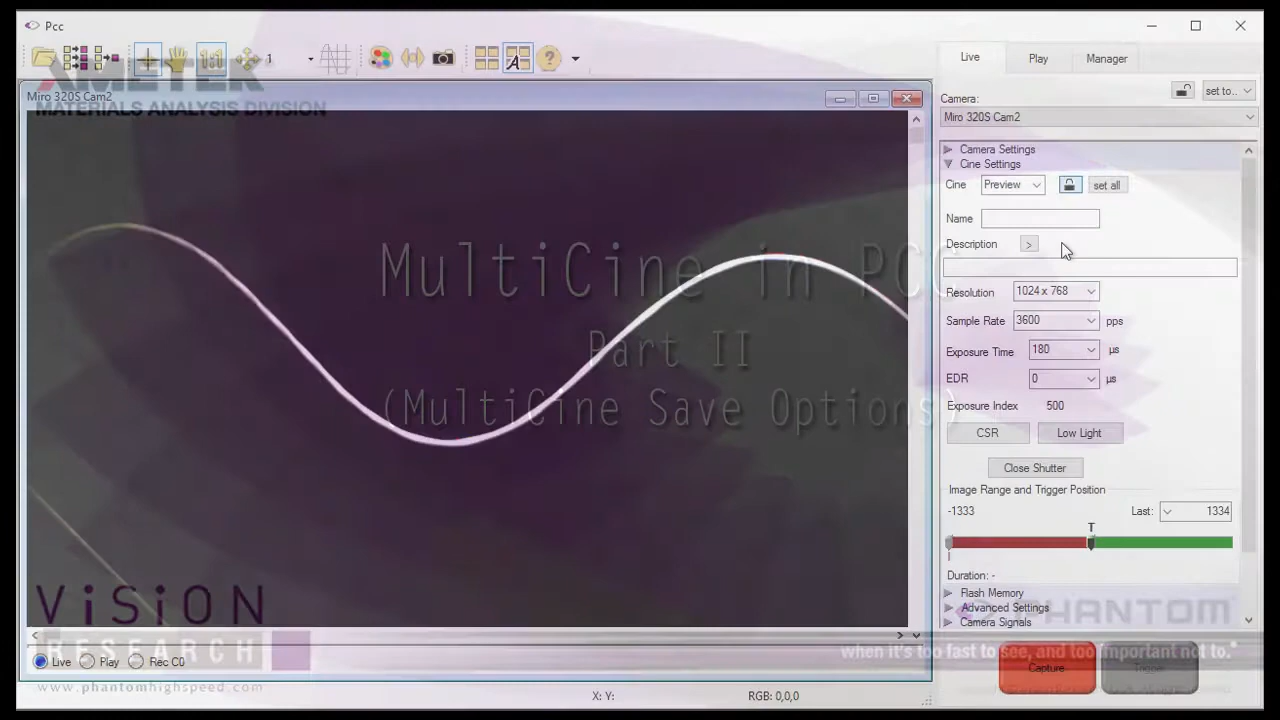 Pcc
1:1
1
A
?
AMETEK
MATERIALS ANALYSIS DIVISION
Miro 320S Cam2
MultiCine in PCC
Part II
(MultiCine Save Options)
ViSiON
RESEARCH
www.phantomhighspeed.com
Live
Play
Rec C0
X: Y:
RGB: 0,0,0
Live
Play
Manager
set to..
Camera:
Miro 320S Cam2
Camera Settings
Cine Settings
Cine
Preview
set all
Name
Description
>
Resolution
1024 x 768
Sample Rate
3600
pps
Exposure Time
180
µs
EDR
0
µs
Exposure Index
500
CSR
Low Light
Close Shutter
Image Range and Trigger Position
-1333
Last:
1334
T
Duration: -
Flash Memory
Advanced Settings
Camera Signals
PHANTOM
when it's too fast to see, and too important not to.®
Capture
Trigger